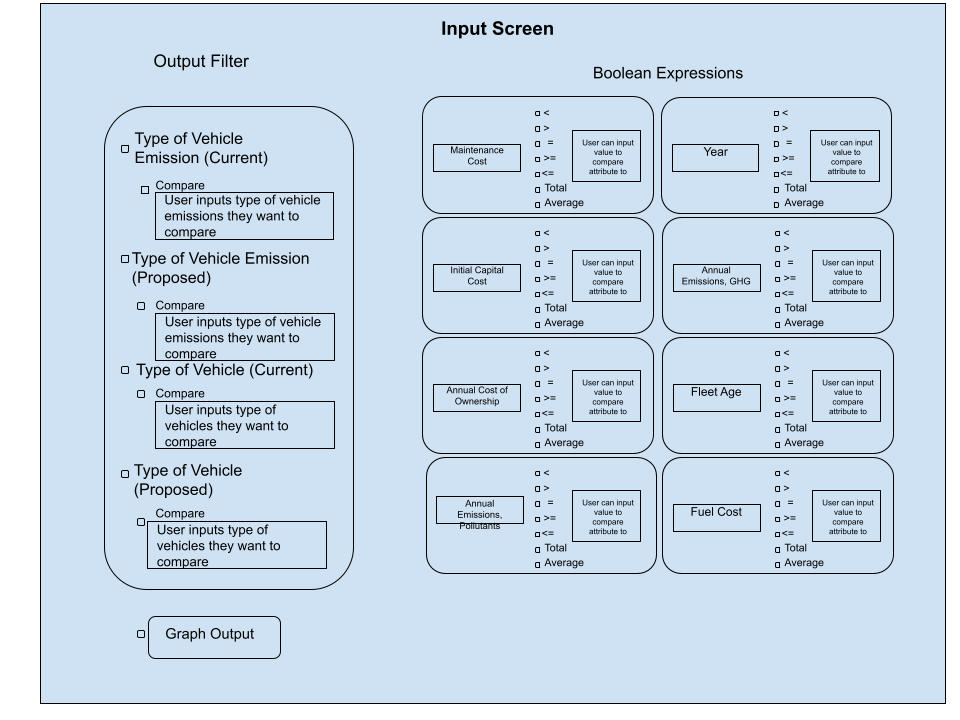 Input Screen
Output Filter
Type of Vehicle
Emission (Current)
Compare
User inputs type of vehicle
emissions they want to
compare
Type of Vehicle Emission
(Proposed)
Compare
User inputs type of vehicle
emissions they want to
compare
Type of Vehicle (Current)
Compare
User inputs type of
vehicles they want to
compare
Type of Vehicle
(Proposed)
Compare
User inputs type of
vehicles they want to
compare
Graph Output
Boolean Expressions
Maintenance
Cost
<
>
=
>=
<=
Total
Average
User can input
value to
compare
attribute to
Year
<
>
=
>=
<=
Total
Average
User can input
value to
compare
attribute to
Initial Capital
Cost
<
>
=
>=
<=
Total
Average
User can input
value to
compare
attribute to
Annual
Emissions, GHG
<
>
=
>=
<=
Total
Average
User can input
value to
compare
attribute to
Annual Cost of
Ownership
<
>
=
>=
<=
Total
Average
User can input
value to
compare
attribute to
Fleet Age
<
>
=
>=
<=
Total
Average
User can input
value to
compare
attribute to
Annual
Emissions,
Pollutants
<
>
=
>=
<=
Total
Average
User can input
value to
compare
attribute to
Fuel Cost
<
>
=
>=
<=
Total
Average
User can input
value to
compare
attribute to